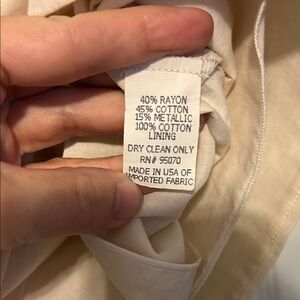 40% RAYON
45% COTTON
15% METALLIC
100% COTTON
LINING
DRY CLEAN ONLY
RN# 95070
MADE IN USA OF
IMPORTED FABRIC